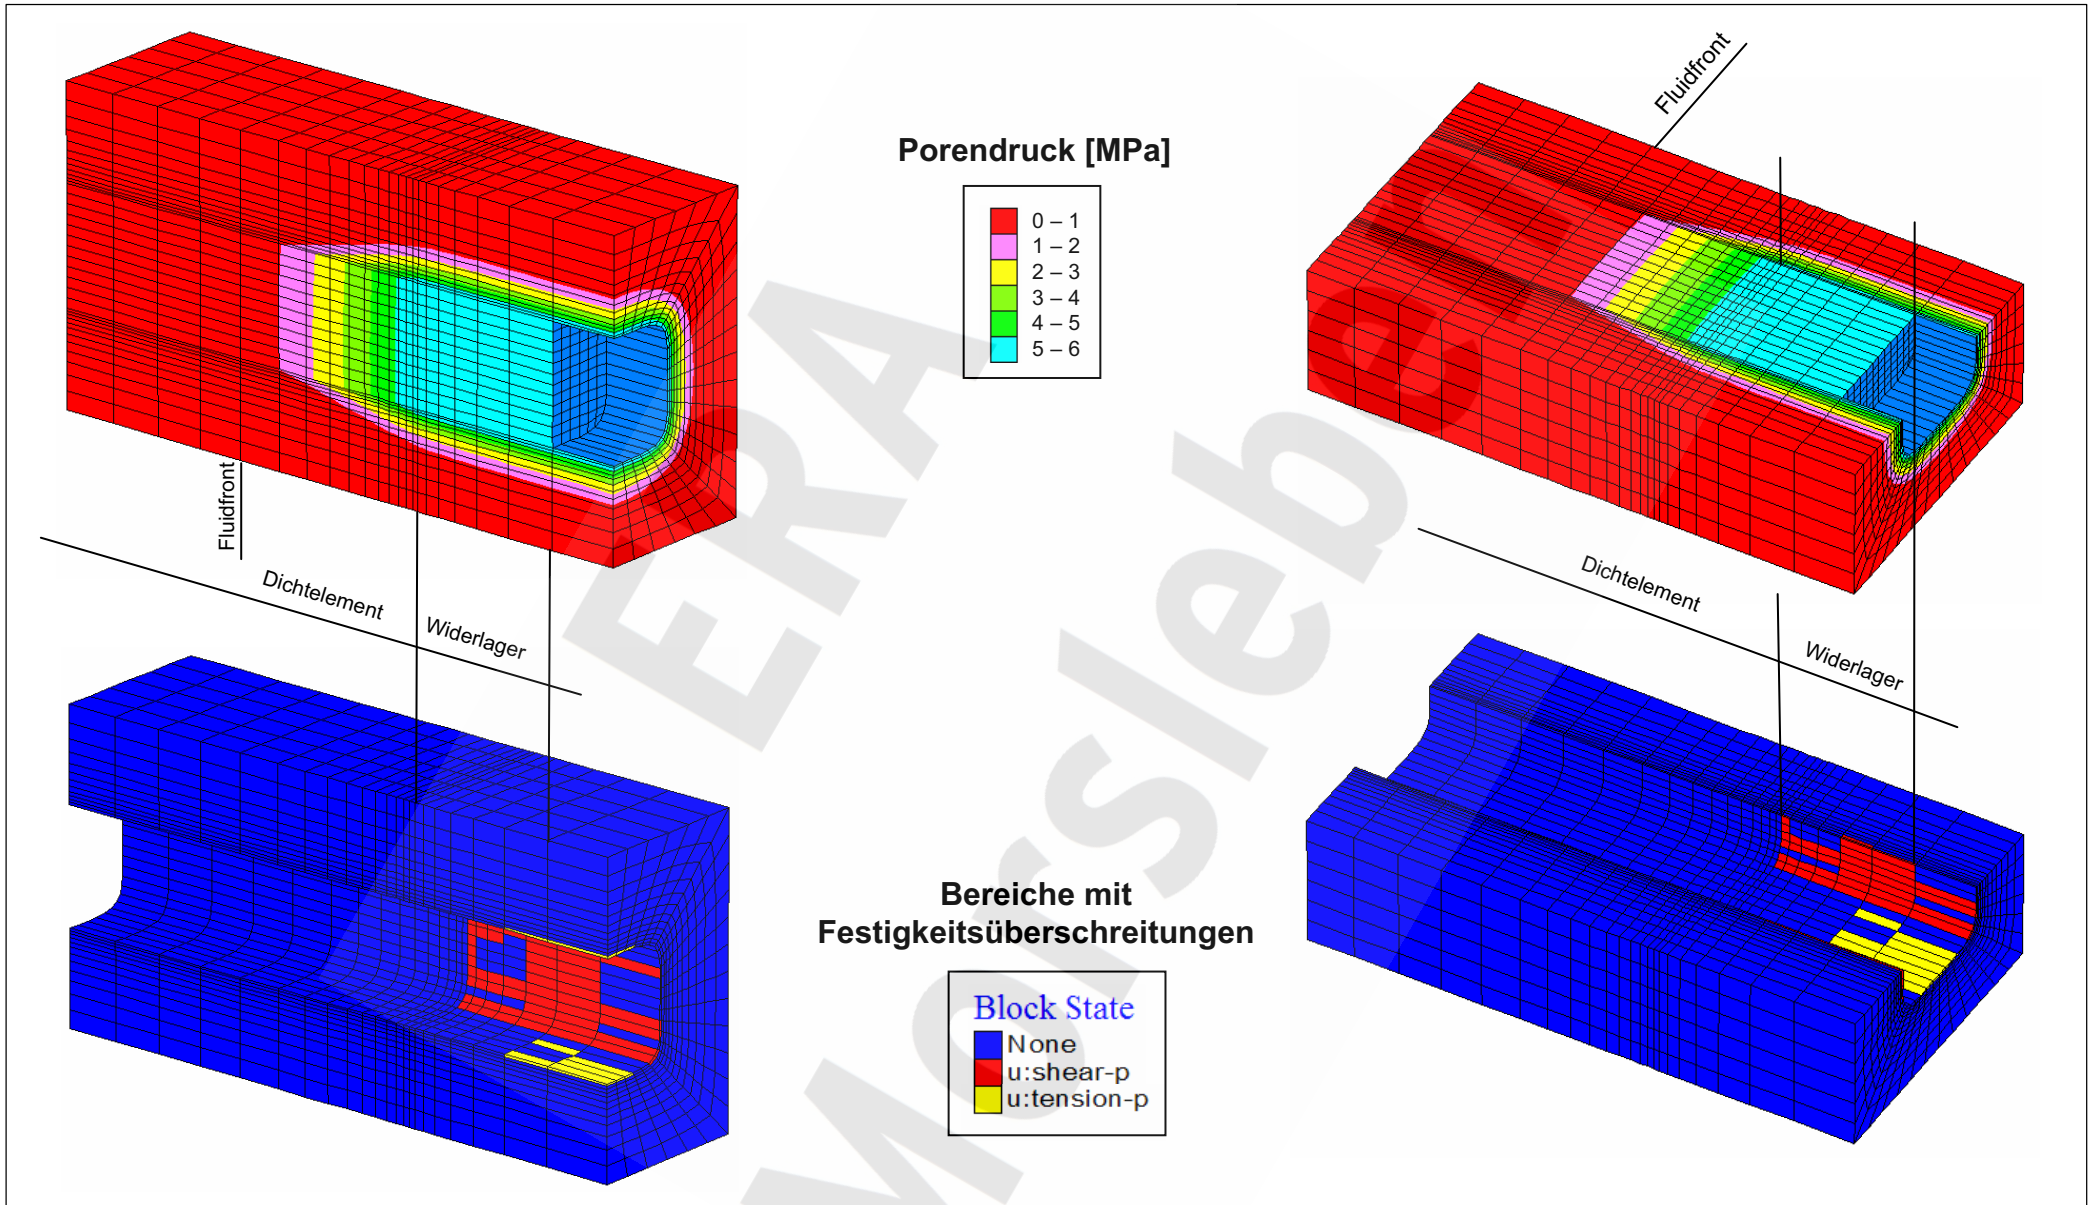 Fluidfront
Porendruck [MPa]
0 – 1
1 – 2
2 – 3
3 – 4
4 – 5
5 – 6
Fluidfront
Dichtelement
Widerlager
Dichtelement
Widerlager
Bereiche mit
Festigkeitsüberschreitungen
Block State
None
u:shear-p
u:tension-p
ERA
Morsleben